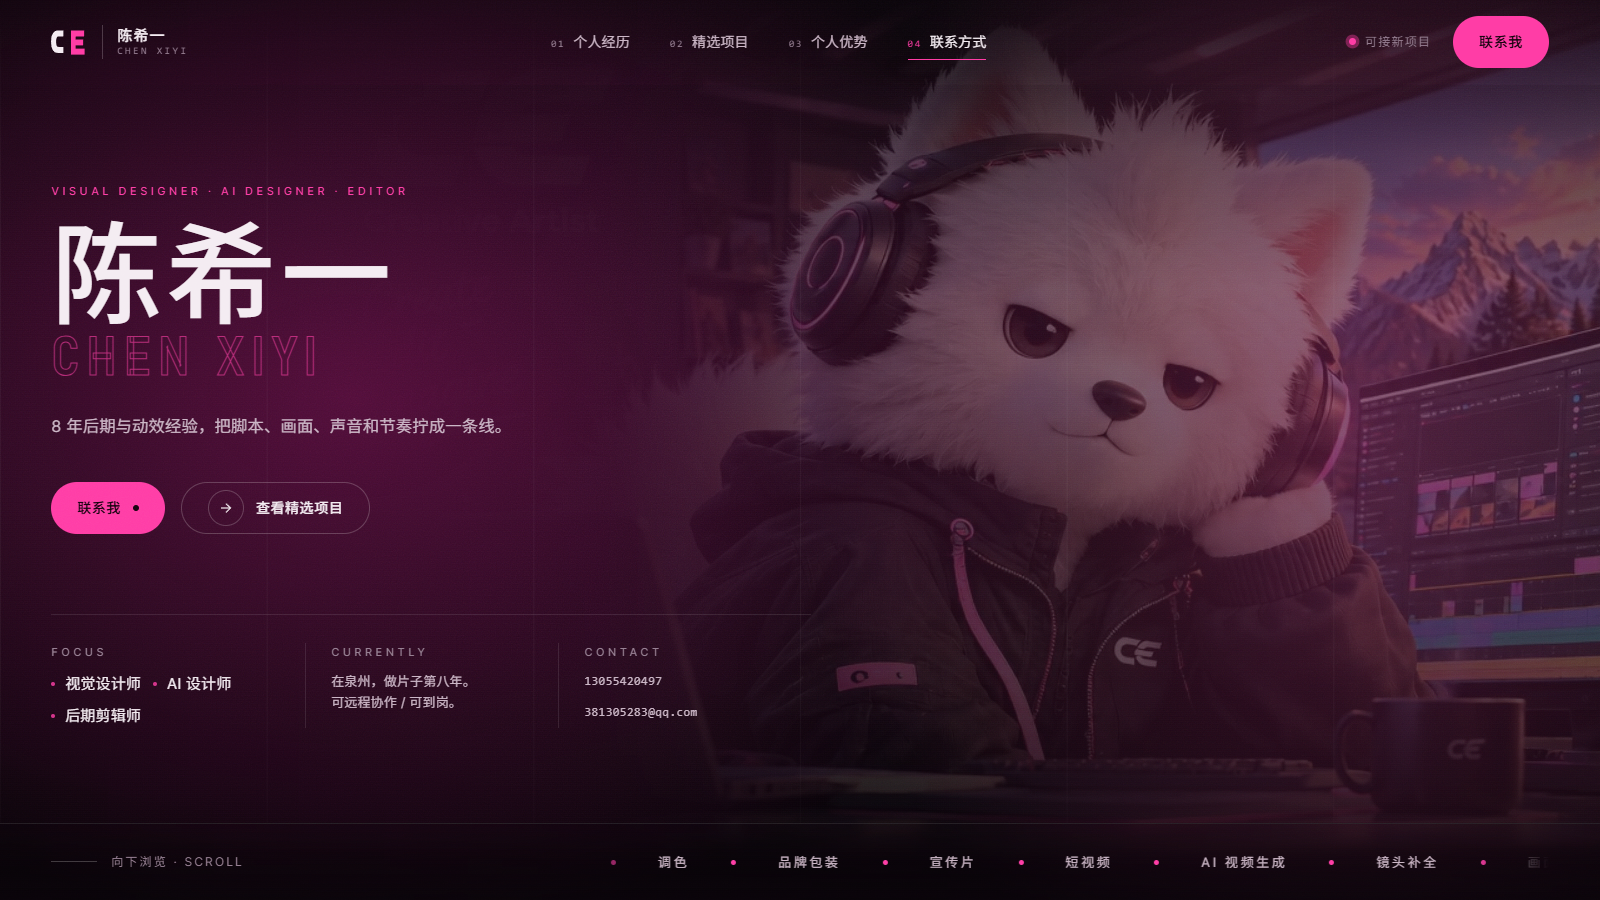 CE
陈希一
CHEN XIYI
01 个人经历
02 精选项目
03 个人优势
04 联系方式
可接新项目
联系我
VISUAL DESIGNER · AI DESIGNER · EDITOR
陈希一
CHEN XIYI
8 年后期与动效经验，把脚本、画面、声音和节奏拧成一条线。
联系我
→ 查看精选项目
FOCUS
视觉设计师
AI 设计师
后期剪辑师
CURRENTLY
在泉州，做片子第八年。
可远程协作 / 可到岗。
CONTACT
13055420497
381305283@qq.com
CE
CE
向下浏览 · SCROLL
调色
品牌包装
宣传片
短视频
AI 视频生成
镜头补全